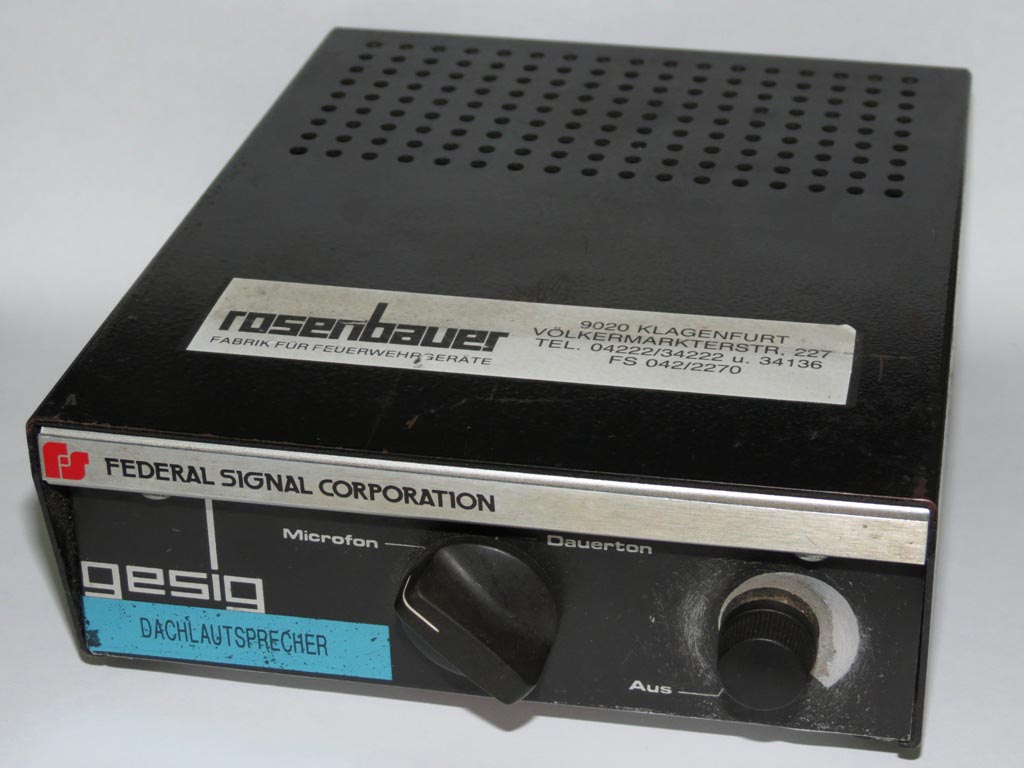 rosenbauer
FABRIK FÜR FEUERWEHRGERÄTE
9020 KLAGENFURT
VÖLKERMARKTERSTR. 227
TEL. 04222/34222 u. 34136
FS 042/2270
FEDERAL SIGNAL CORPORATION
Microfon
Dauerton
gesig
DACHLAUTSPRECHER
Aus